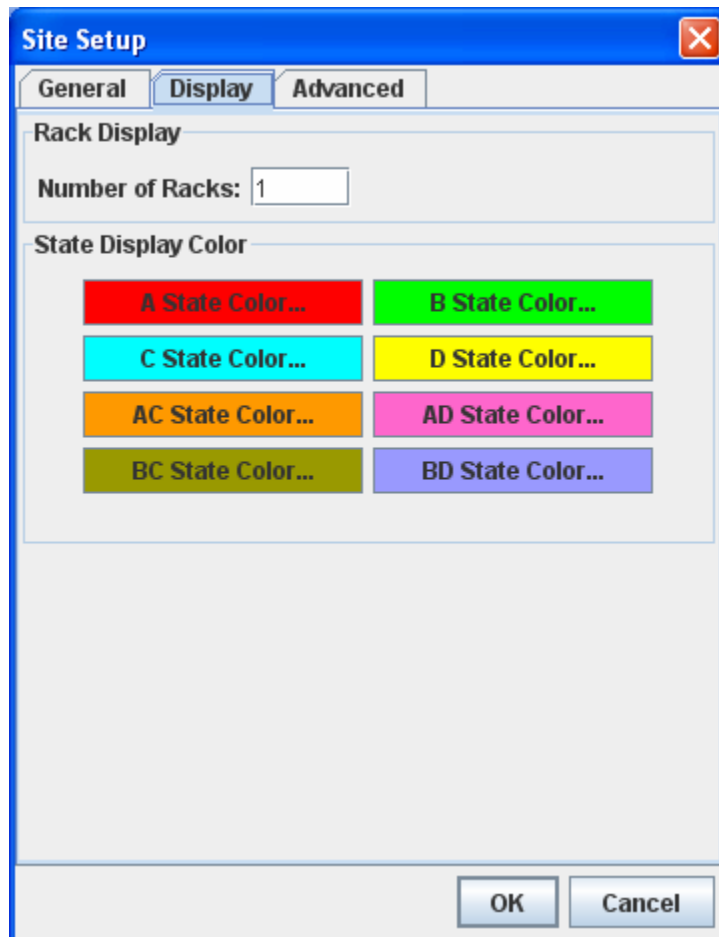 Site Setup
General Display Advanced
Rack Display
Number of Racks: 1
State Display Color
A State Color... B State Color...
C State Color... D State Color...
AC State Color... AD State Color...
BC State Color... BD State Color...
OK Cancel